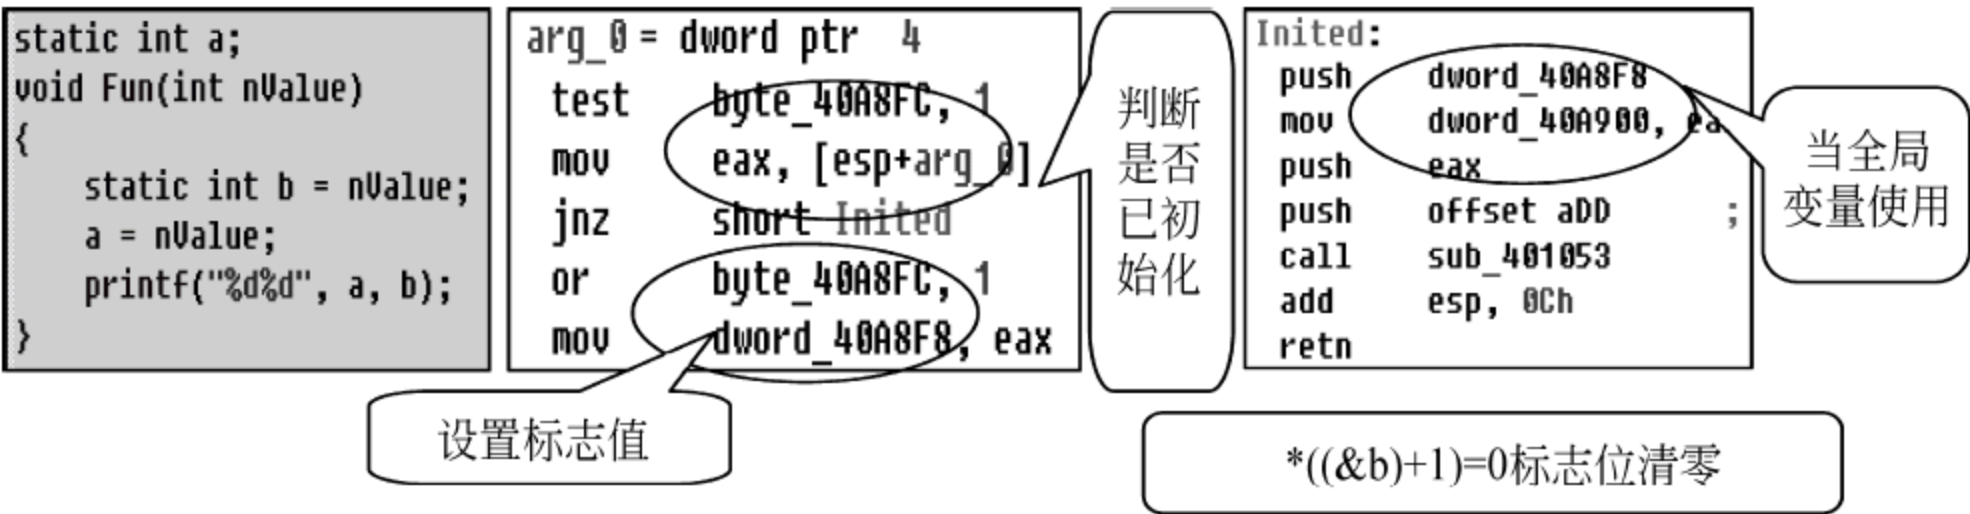 static int a;
void Fun(int nValue)
{
static int b = nValue;
a = nValue;
printf("%d%d", a, b);
}
arg_0 = dword ptr 4
test byte_40A8FC, 1
mov eax, [esp+arg_0]
jnz short Inited
or byte_40A8FC, 1
mov dword_40A8F8, eax
设置标志值
判断
是否
已初
始化
Inited:
push dword_40A8F8
mov dword_40A900, ea
push eax
push offset aDD ;
call sub_401053
add esp, 0Ch
retn
当全局
变量使用
*((&b)+1)=0标志位清零